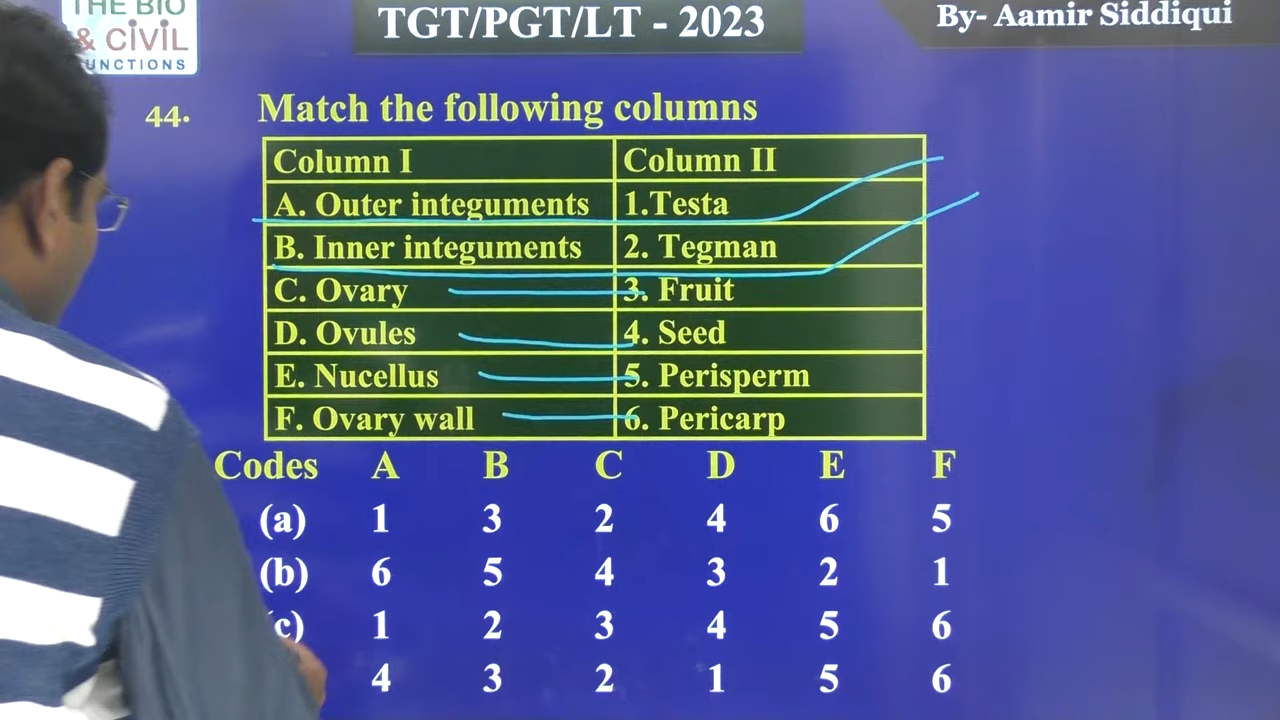 THE BIO
& CiViL
UNCTIONS
TGT/PGT/LT - 2023
By- Aamir Siddiqui
44. Match the following columns
Column I Column II
A. Outer integuments 1.Testa
B. Inner integuments 2. Tegman
C. Ovary 3. Fruit
D. Ovules 4. Seed
E. Nucellus 5. Perisperm
F. Ovary wall 6. Pericarp
Codes A B C D E F
(a) 1 3 2 4 6 5
(b) 6 5 4 3 2 1
c) 1 2 3 4 5 6
4 3 2 1 5 6